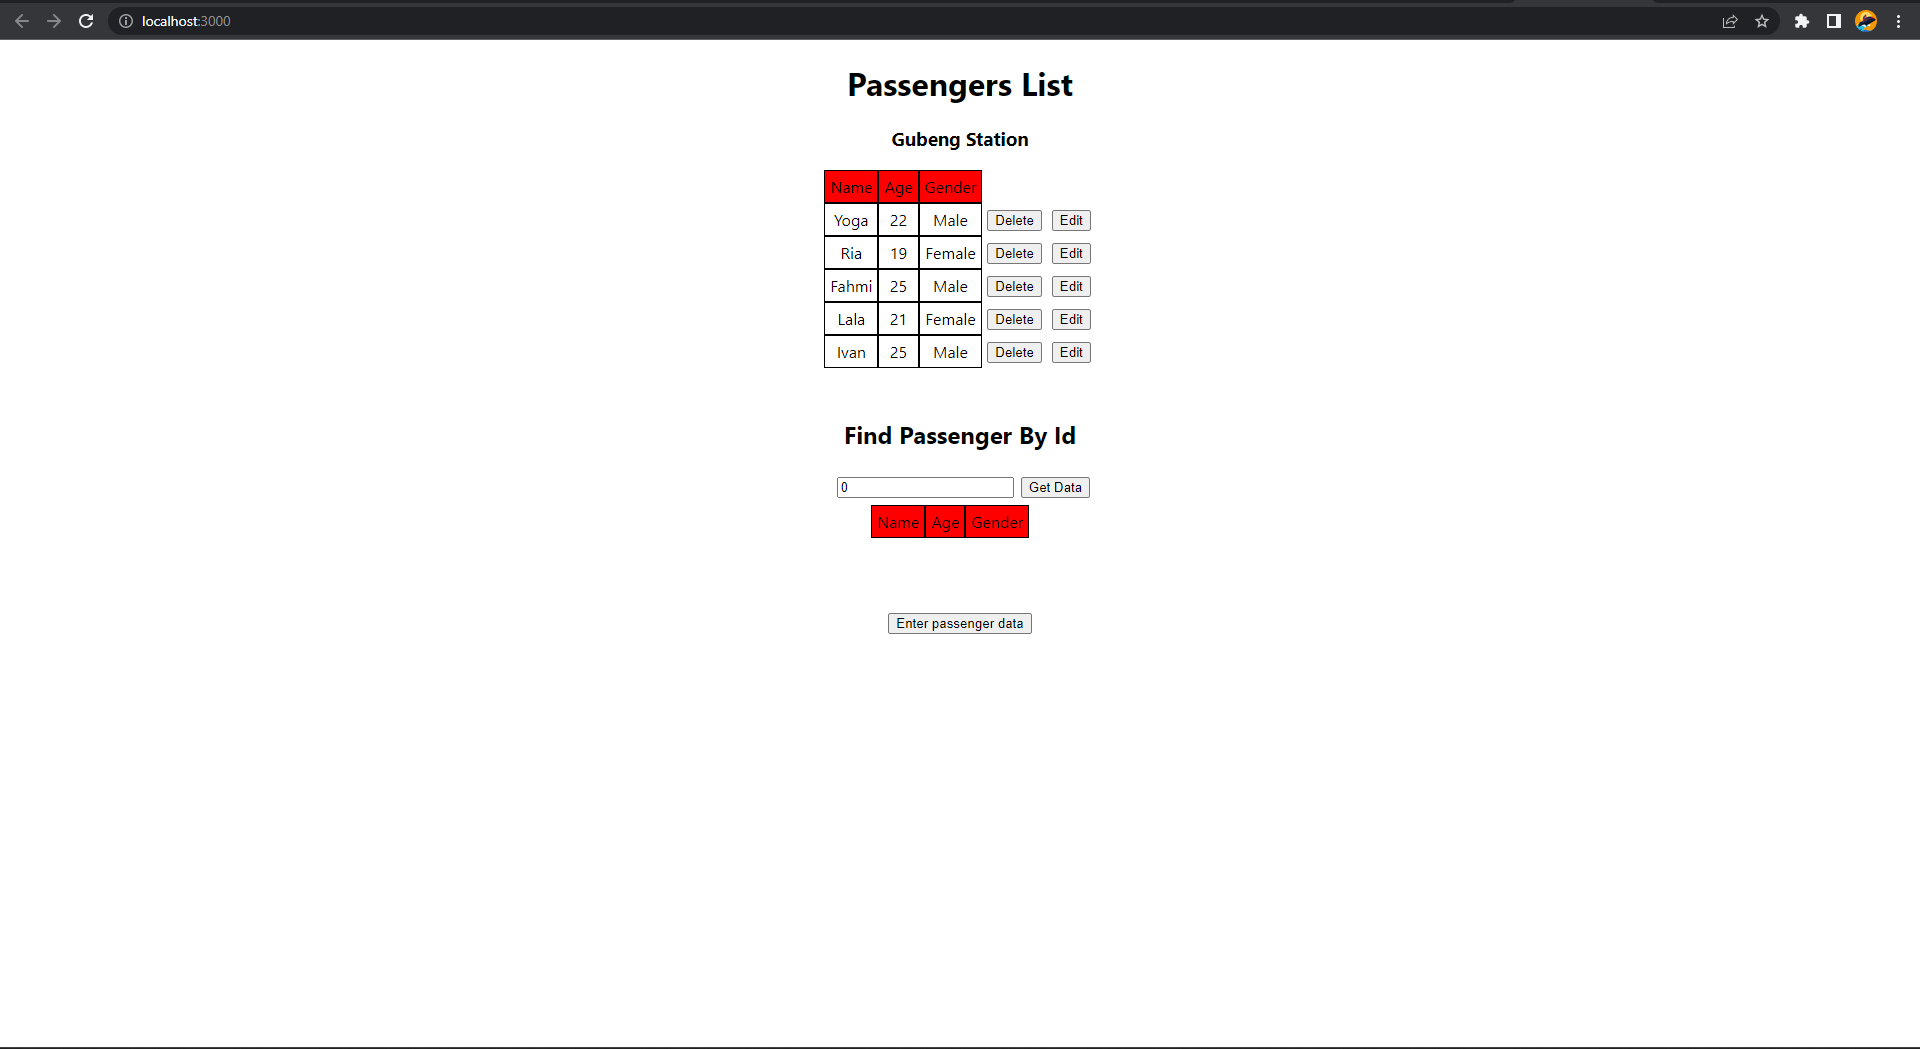 localhost:3000
Passengers List
Gubeng Station
Name Age Gender
Yoga 22 Male Delete Edit
Ria 19 Female Delete Edit
Fahmi 25 Male Delete Edit
Lala 21 Female Delete Edit
Ivan 25 Male Delete Edit
Find Passenger By Id
0 Get Data
Name Age Gender
Enter passenger data